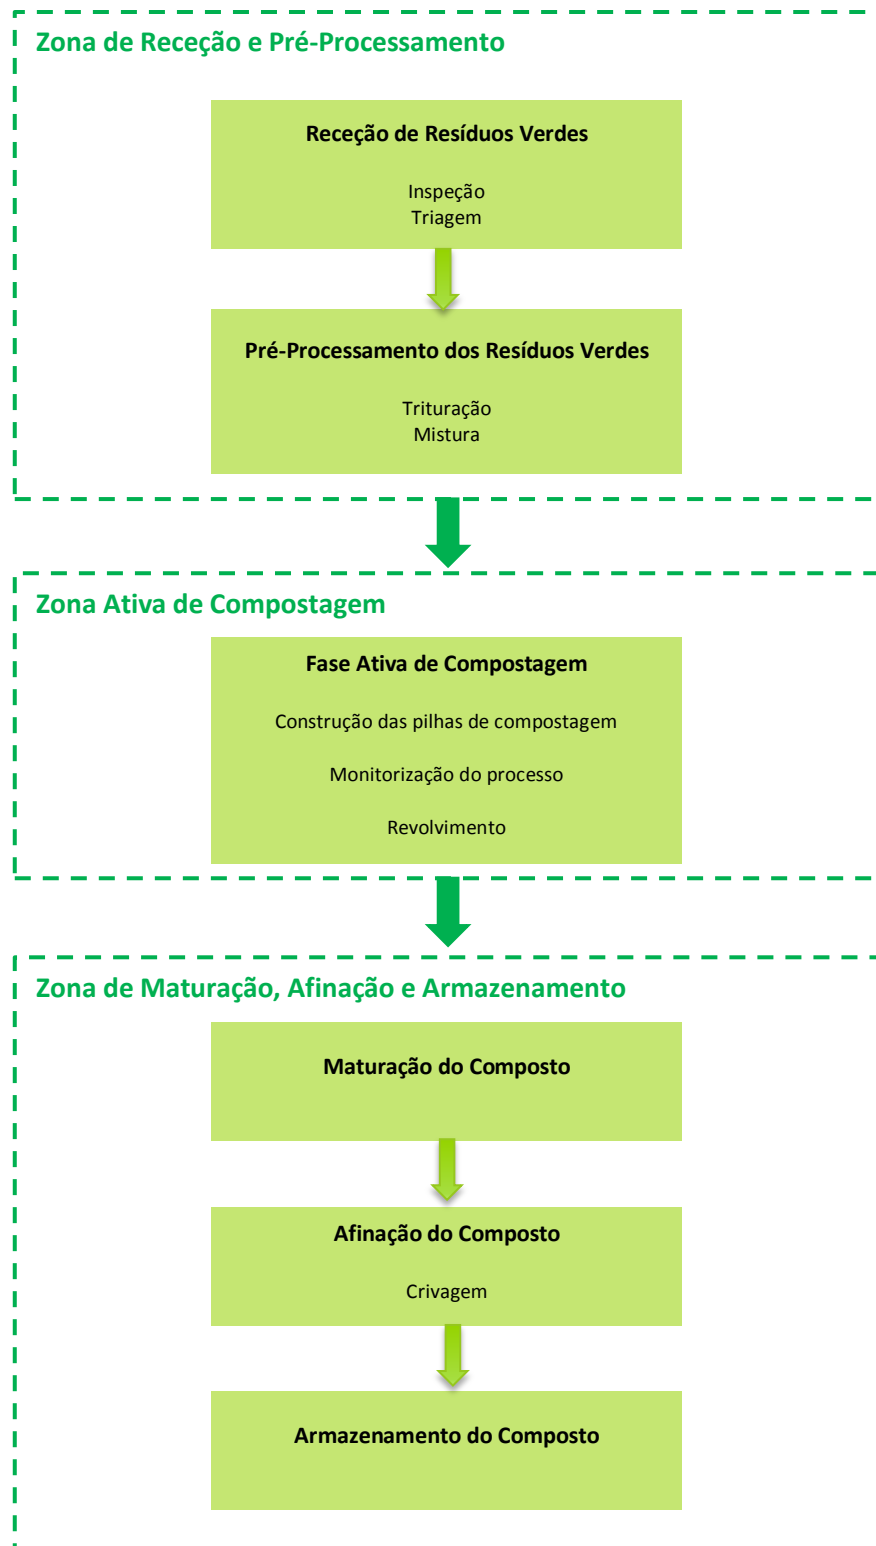 Zona de Receção e Pré-Processamento
Receção de Resíduos Verdes
Inspeção
Triagem
Pré-Processamento dos Resíduos Verdes
Trituração
Mistura
Zona Ativa de Compostagem
Fase Ativa de Compostagem
Construção das pilhas de compostagem
Monitorização do processo
Revolvimento
Zona de Maturação, Afinação e Armazenamento
Maturação do Composto
Afinação do Composto
Crivagem
Armazenamento do Composto